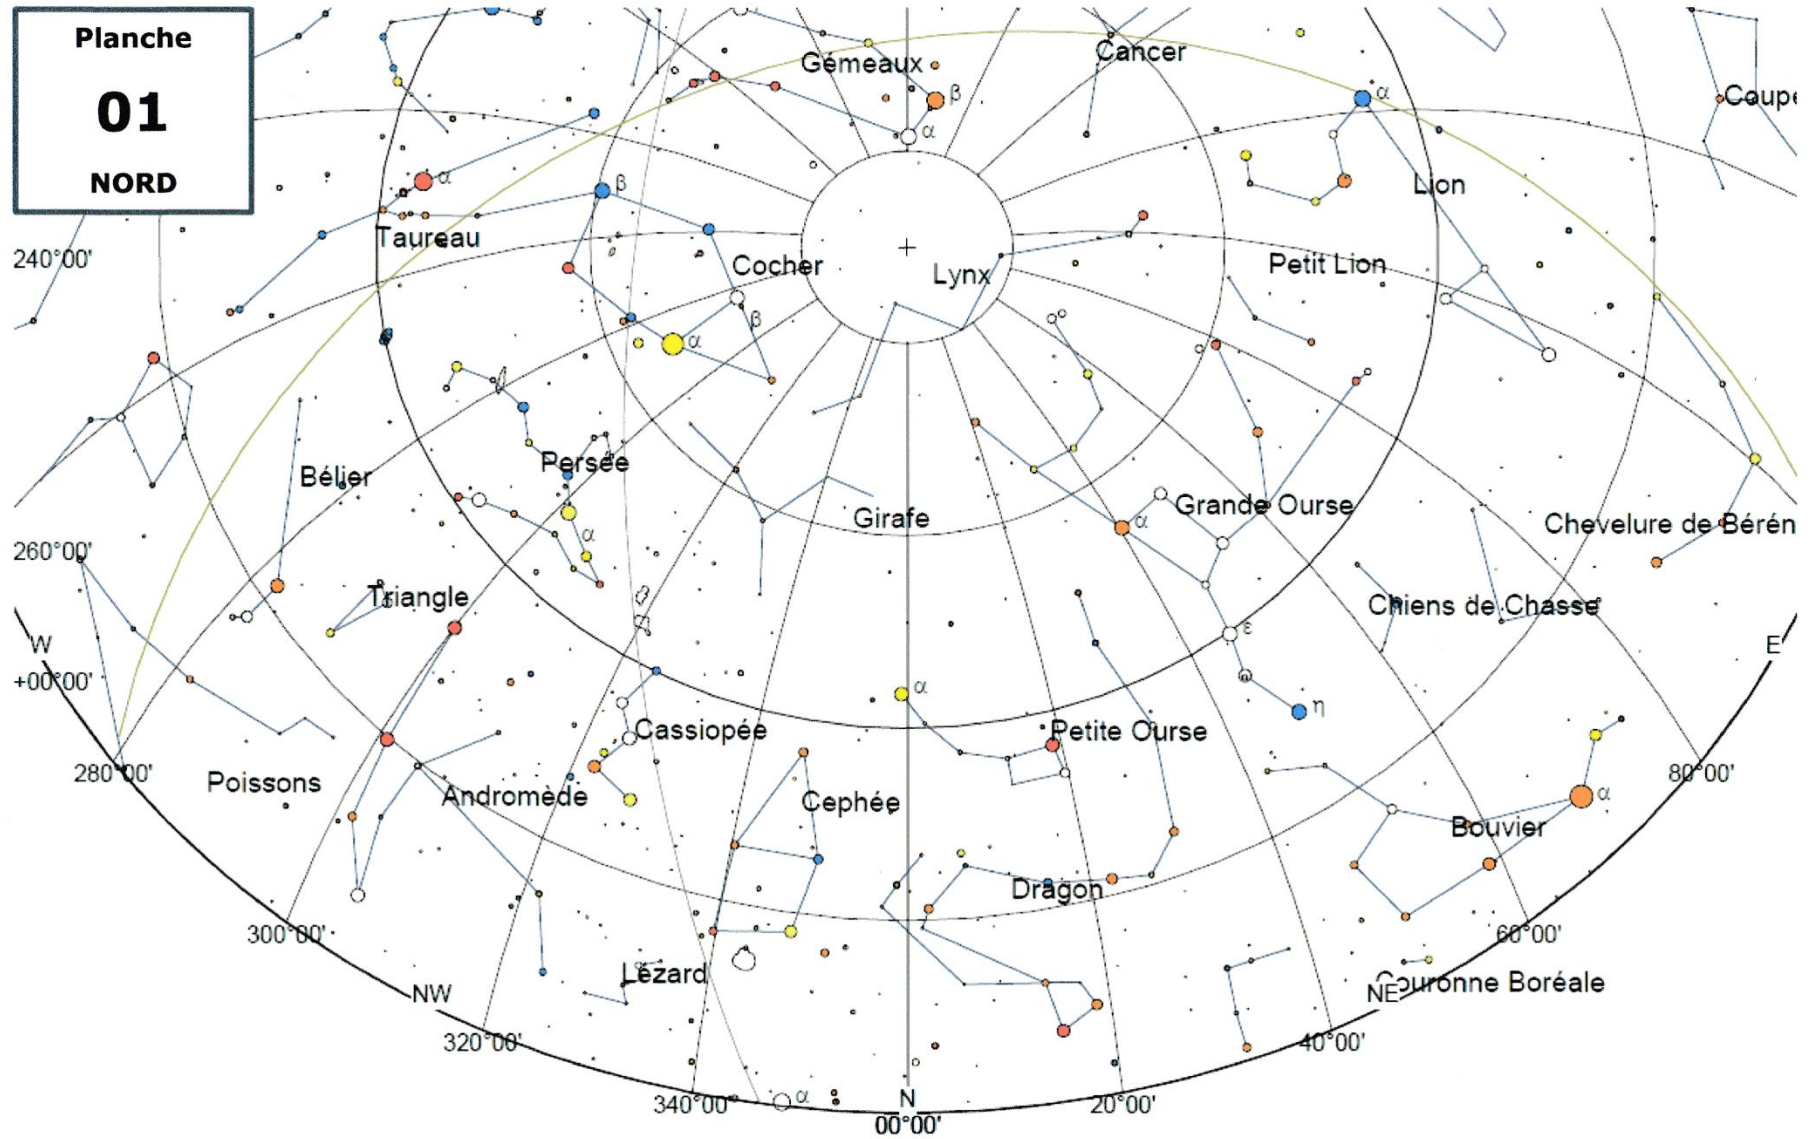 Planche
01
NORD
Gémeaux
Cancer
Coupe
β
α
α
Lion
α
β
Taureau
240°00'
Cocher
Lynx
Petit Lion
β
α
Persée
Bélier
Girafe
α
Grande Ourse
Chevelure de Bérén
α
260°00'
Triangle
Chiens de Chasse
ε
W
E
+00°00'
α
η
Cassiopée
Petite Ourse
280°00'
80°00'
Poissons
Andromède
Cephée
α
Bouvier
Dragon
300°00'
60°00'
Lézard
Couronne Boréale
NW
NE
320°00'
40°00'
340°00'
α
N
20°00'
00°00'